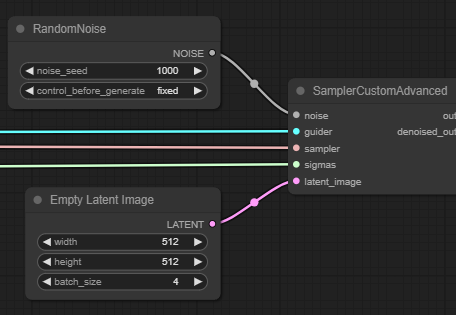 RandomNoise
NOISE
noise_seed 1000
control_before_generate fixed
SamplerCustomAdvanced
noise out
guider denoised_out
sampler
sigmas
latent_image
Empty Latent Image
LATENT
width 512
height 512
batch_size 4